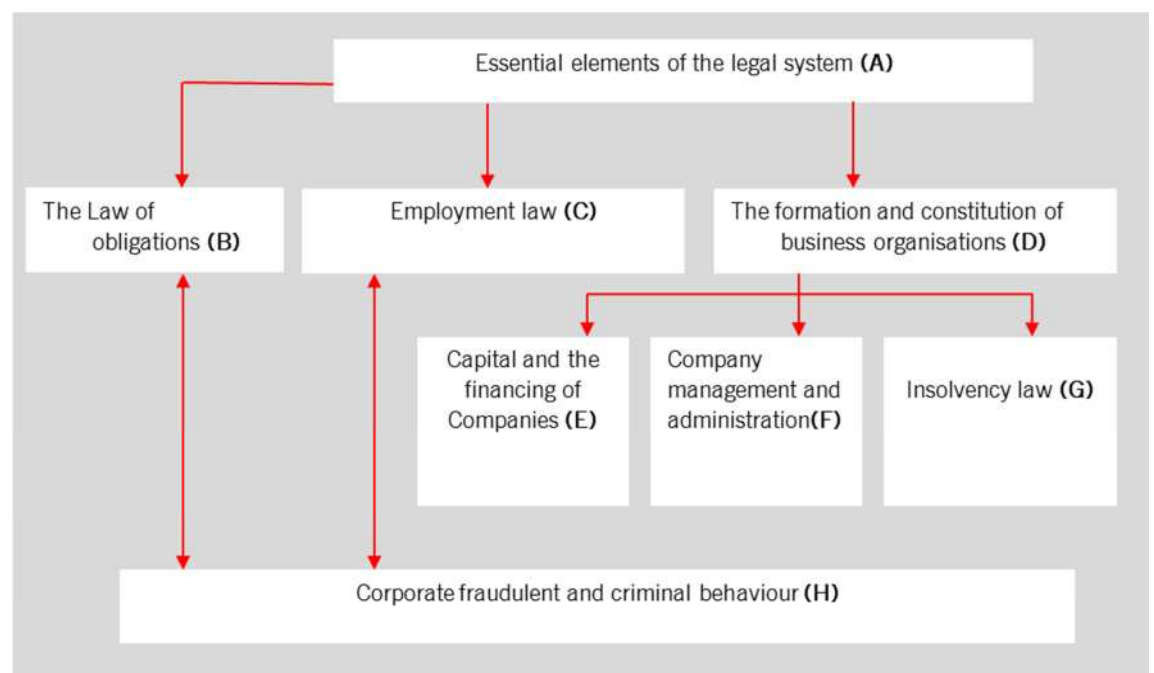 Essential elements of the legal system (A)
The Law of
obligations (B)
Employment law (C)
The formation and constitution of
business organisations (D)
Capital and the
financing of
Companies (E)
Company
management and
administration(F)
Insolvency law (G)
Corporate fraudulent and criminal behaviour (H)